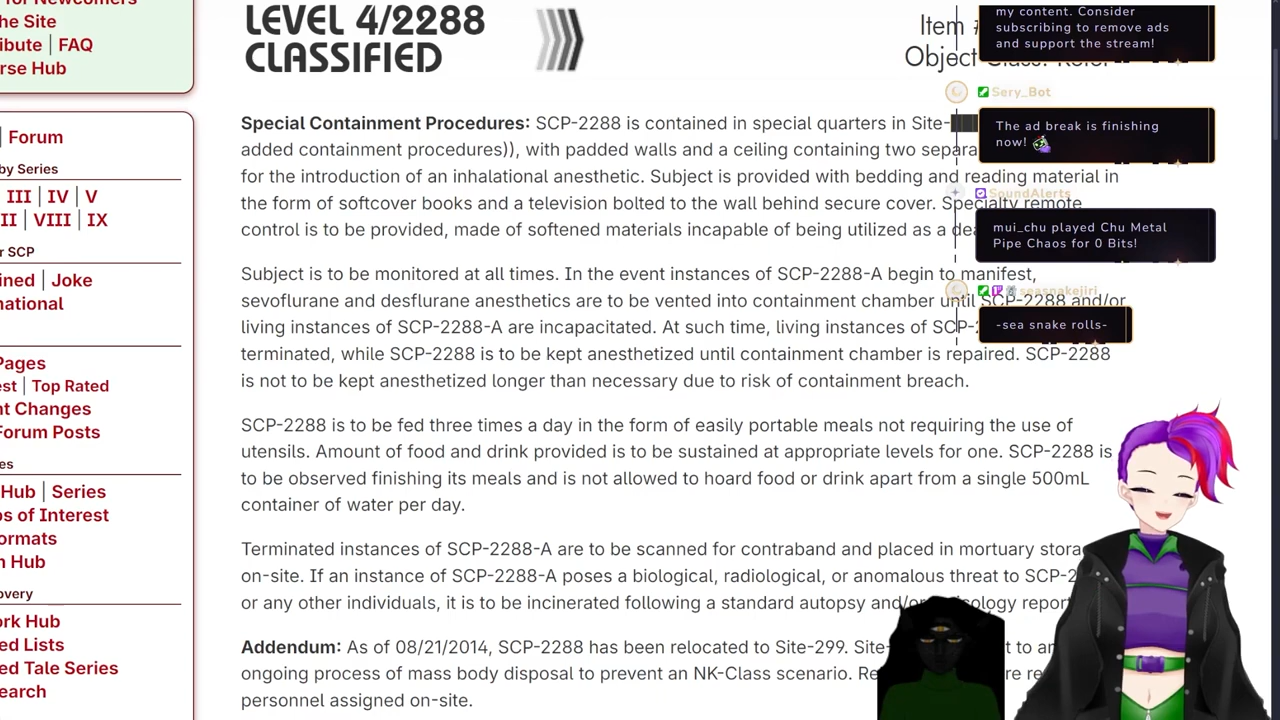 for Newcomers
the Site
ibute | FAQ
rse Hub
| Forum
by Series
III | IV | V
II | VIII | IX
r SCP
ined | Joke
national
Pages
est | Top Rated
nt Changes
Forum Posts
es
Hub | Series
s of Interest
ormats
n Hub
overy
ork Hub
ed Lists
ed Tale Series
earch
LEVEL 4/2288
CLASSIFIED
Item #
Object Class:
Special Containment Procedures: SCP-2288 is contained in special quarters in Site-
added containment procedures)), with padded walls and a ceiling containing two separa
for the introduction of an inhalational anesthetic. Subject is provided with bedding and reading material in
the form of softcover books and a television bolted to the wall behind secure cover. Specialty remote
control is to be provided, made of softened materials incapable of being utilized as a dea
Subject is to be monitored at all times. In the event instances of SCP-2288-A begin to manifest,
sevoflurane and desflurane anesthetics are to be vented into containment chamber until SCP-2288 and/or
living instances of SCP-2288-A are incapacitated. At such time, living instances of SCP-2
terminated, while SCP-2288 is to be kept anesthetized until containment chamber is repaired. SCP-2288
is not to be kept anesthetized longer than necessary due to risk of containment breach.
SCP-2288 is to be fed three times a day in the form of easily portable meals not requiring the use of
utensils. Amount of food and drink provided is to be sustained at appropriate levels for one. SCP-2288 is
to be observed finishing its meals and is not allowed to hoard food or drink apart from a single 500mL
container of water per day.
Terminated instances of SCP-2288-A are to be scanned for contraband and placed in mortuary stora
on-site. If an instance of SCP-2288-A poses a biological, radiological, or anomalous threat to SCP-2
or any other individuals, it is to be incinerated following a standard autopsy and/or report
Addendum: As of 08/21/2014, SCP-2288 has been relocated to Site-299. Site- t to an
ongoing process of mass body disposal to prevent an NK-Class scenario. Re re re
personnel assigned on-site.
my content. Consider
subscribing to remove ads
and support the stream!
Sery_Bot
The ad break is finishing
now!
SoundAlerts
mui_chu played Chu Metal
Pipe Chaos for 0 Bits!
seasnakejiri
-sea snake rolls-